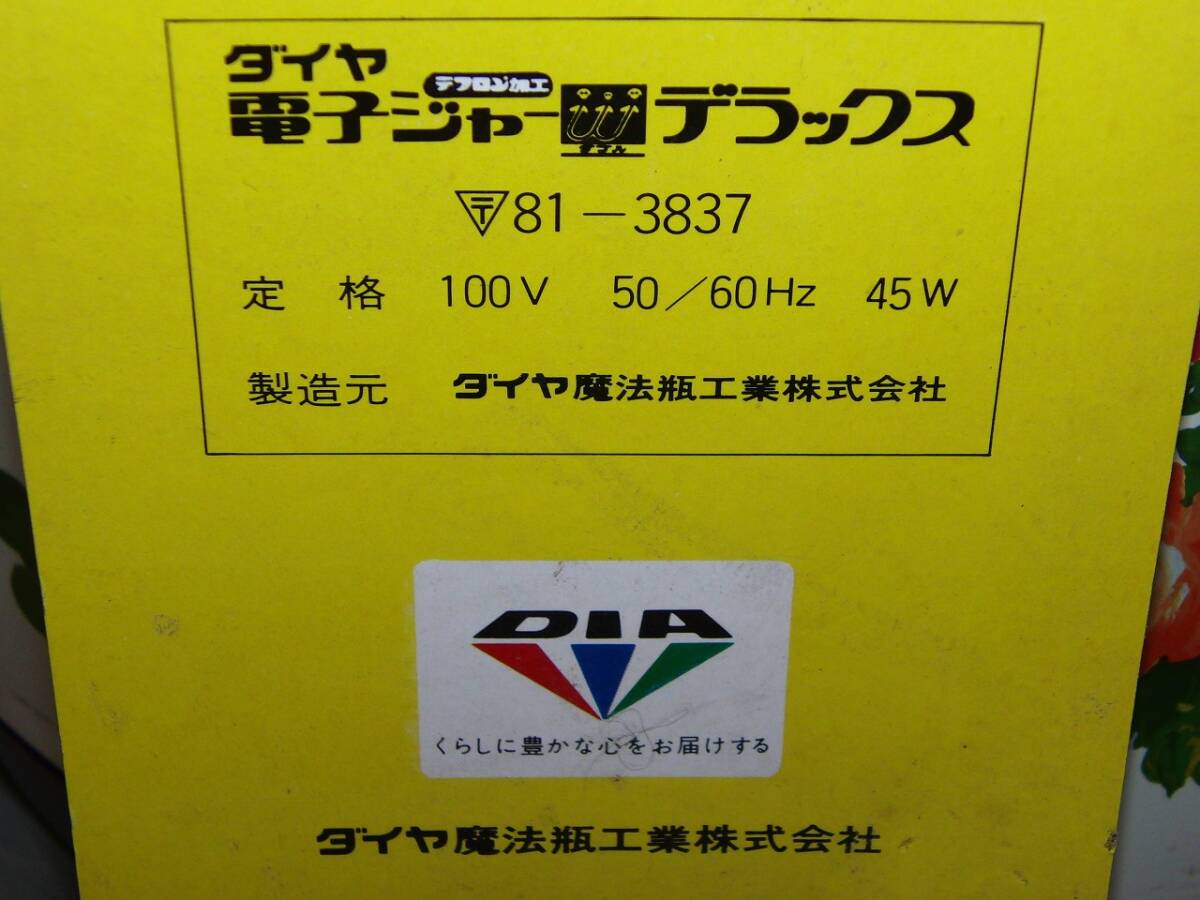 ダイヤ
テフロン加工
電子ジャー デラックス
〒81-3837
定格 100V 50/60Hz 45W
製造元 ダイヤ魔法瓶工業株式会社
DIA
くらしに豊かな心をお届けする
ダイヤ魔法瓶工業株式会社